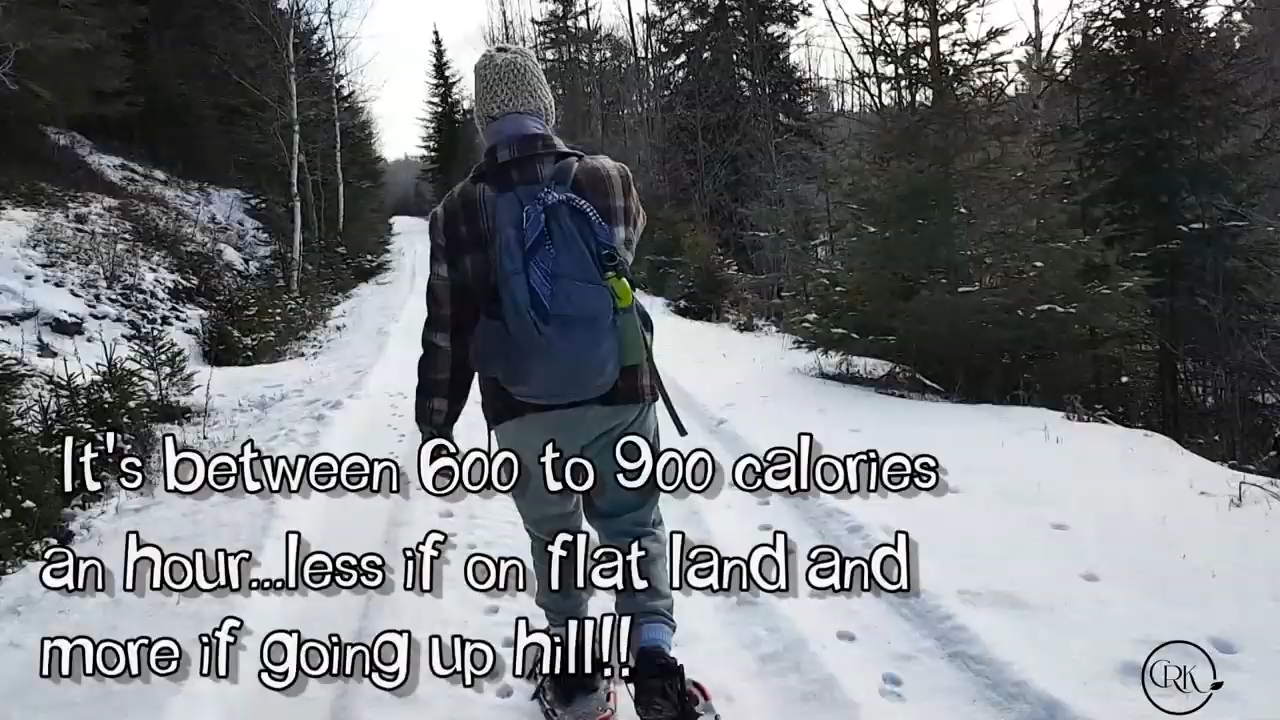 It's between 600 to 900 calories
an hour...less if on flat land and
more if going up hill!!
CRK